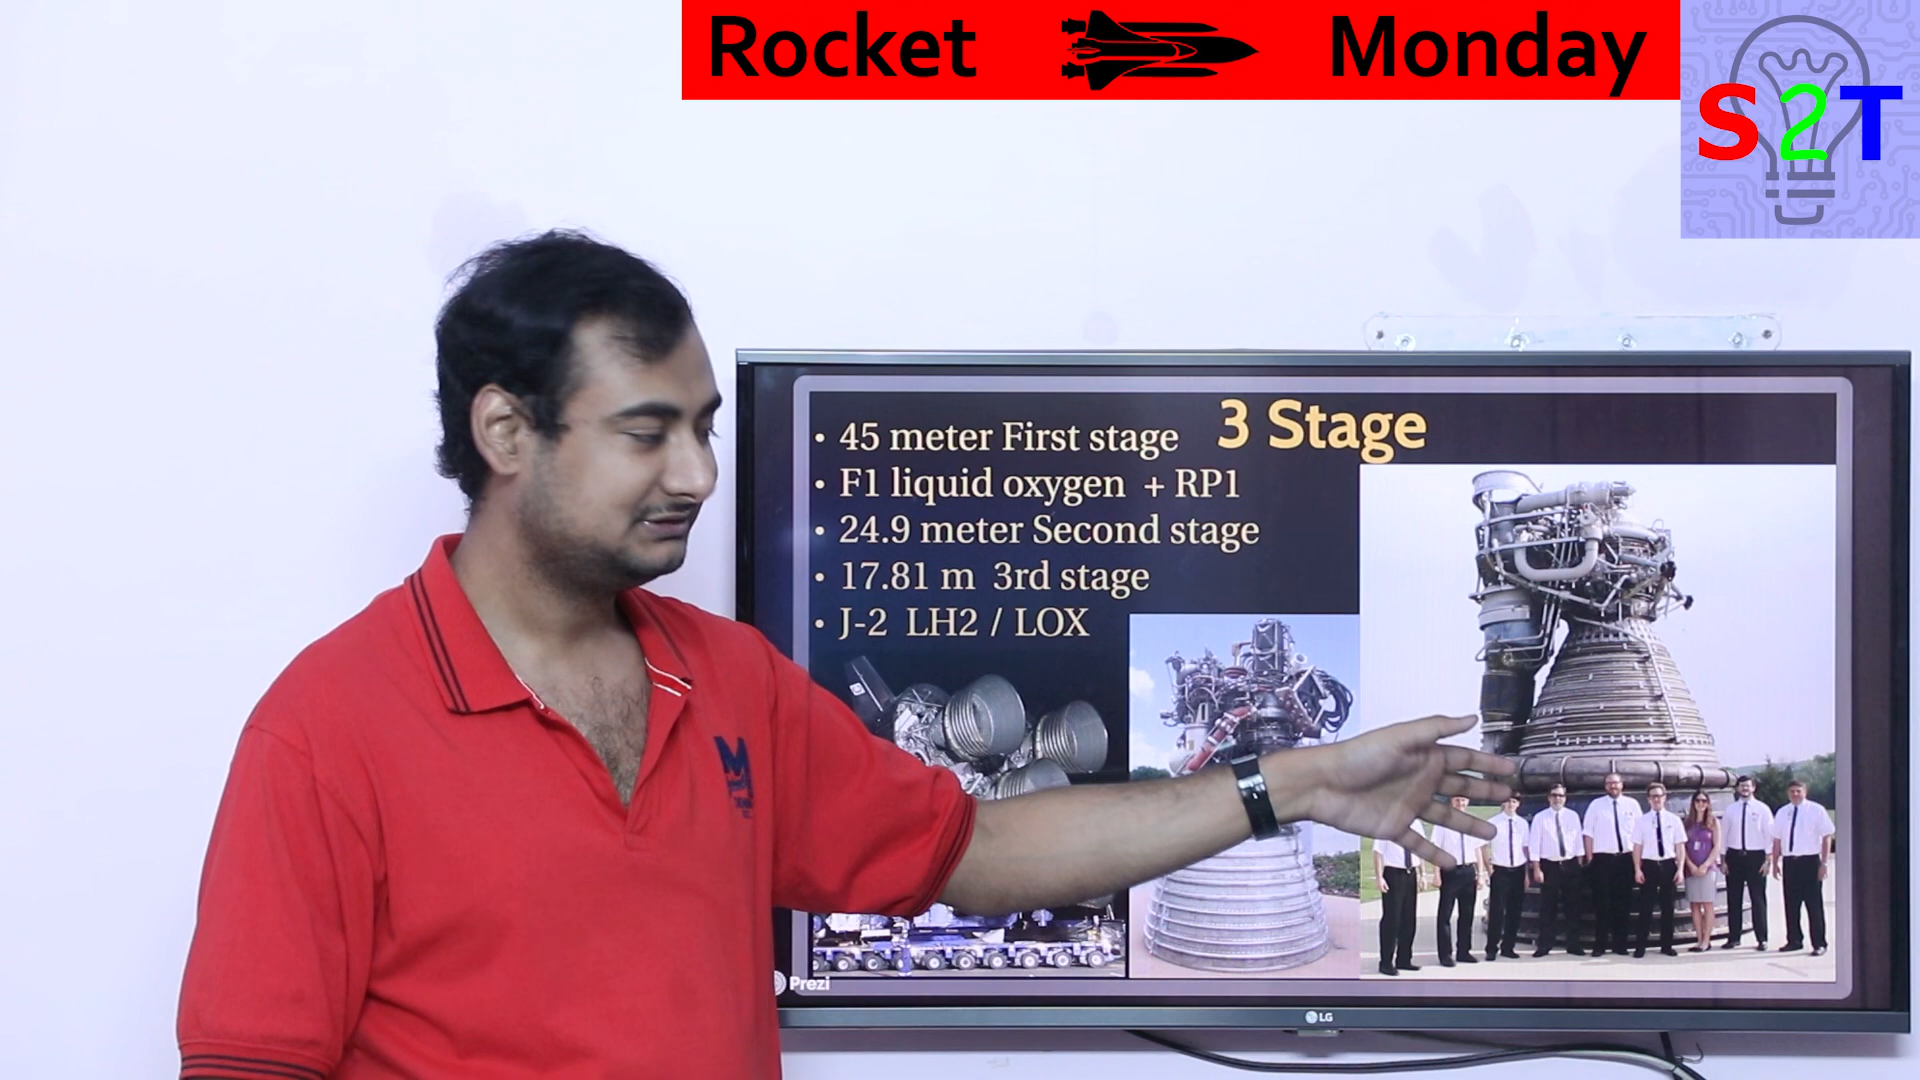 Rocket Monday
S2T
3 Stage
• 45 meter First stage
• F1 liquid oxygen + RP1
• 24.9 meter Second stage
• 17.81 m 3rd stage
• J-2 LH2 / LOX
M
Prezi
LG